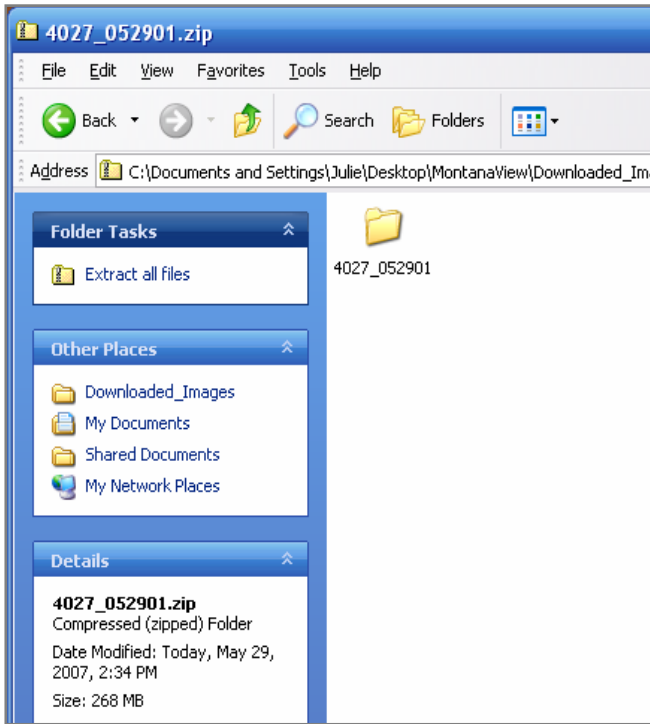 4027_052901.zip
File Edit View Favorites Tools Help
Back Search Folders
Address C:\Documents and Settings\Julie\Desktop\MontanaView\Downloaded_Im
Folder Tasks
Extract all files
4027_052901
Other Places
Downloaded_Images
My Documents
Shared Documents
My Network Places
Details
4027_052901.zip
Compressed (zipped) Folder
Date Modified: Today, May 29,
2007, 2:34 PM
Size: 268 MB